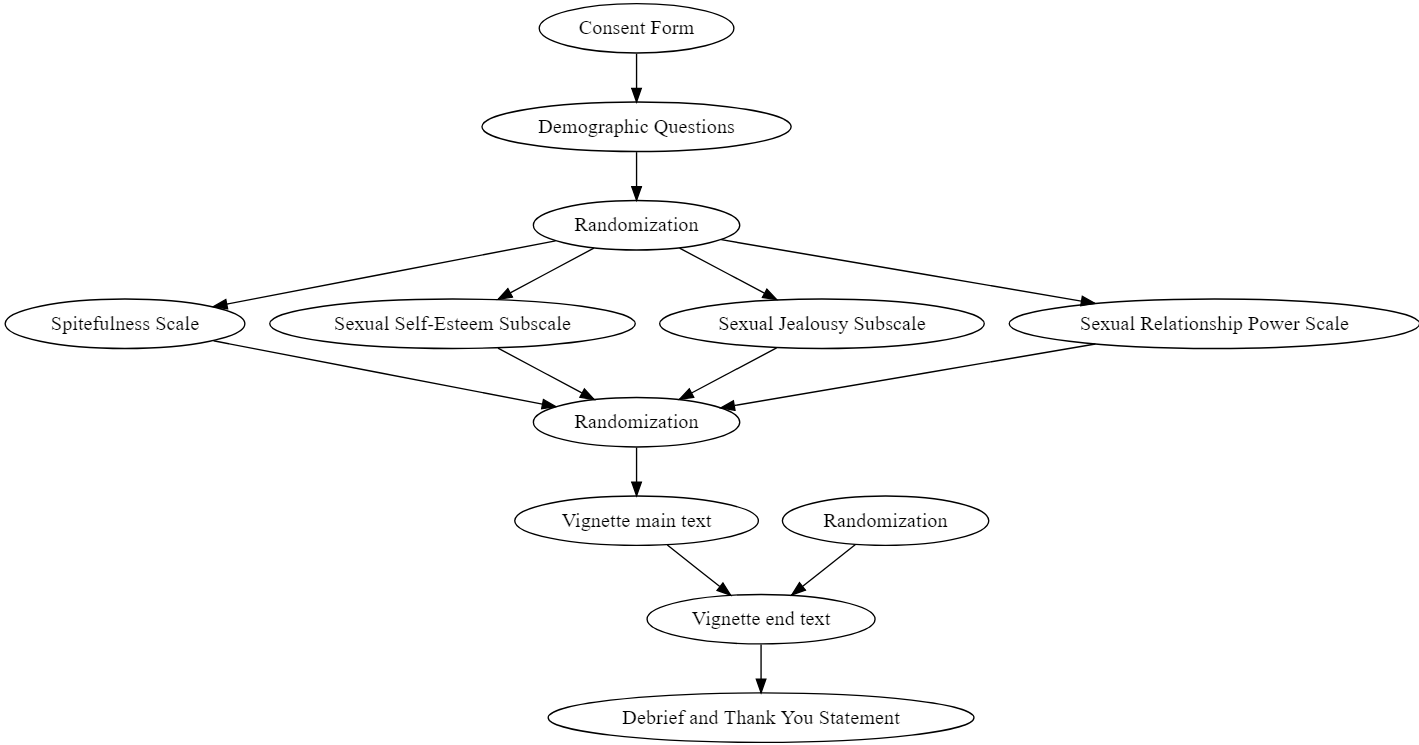 Consent Form
Demographic Questions
Randomization
Spitefulness Scale
Sexual Self-Esteem Subscale
Sexual Jealousy Subscale
Sexual Relationship Power Scale
Randomization
Vignette main text
Randomization
Vignette end text
Debrief and Thank You Statement